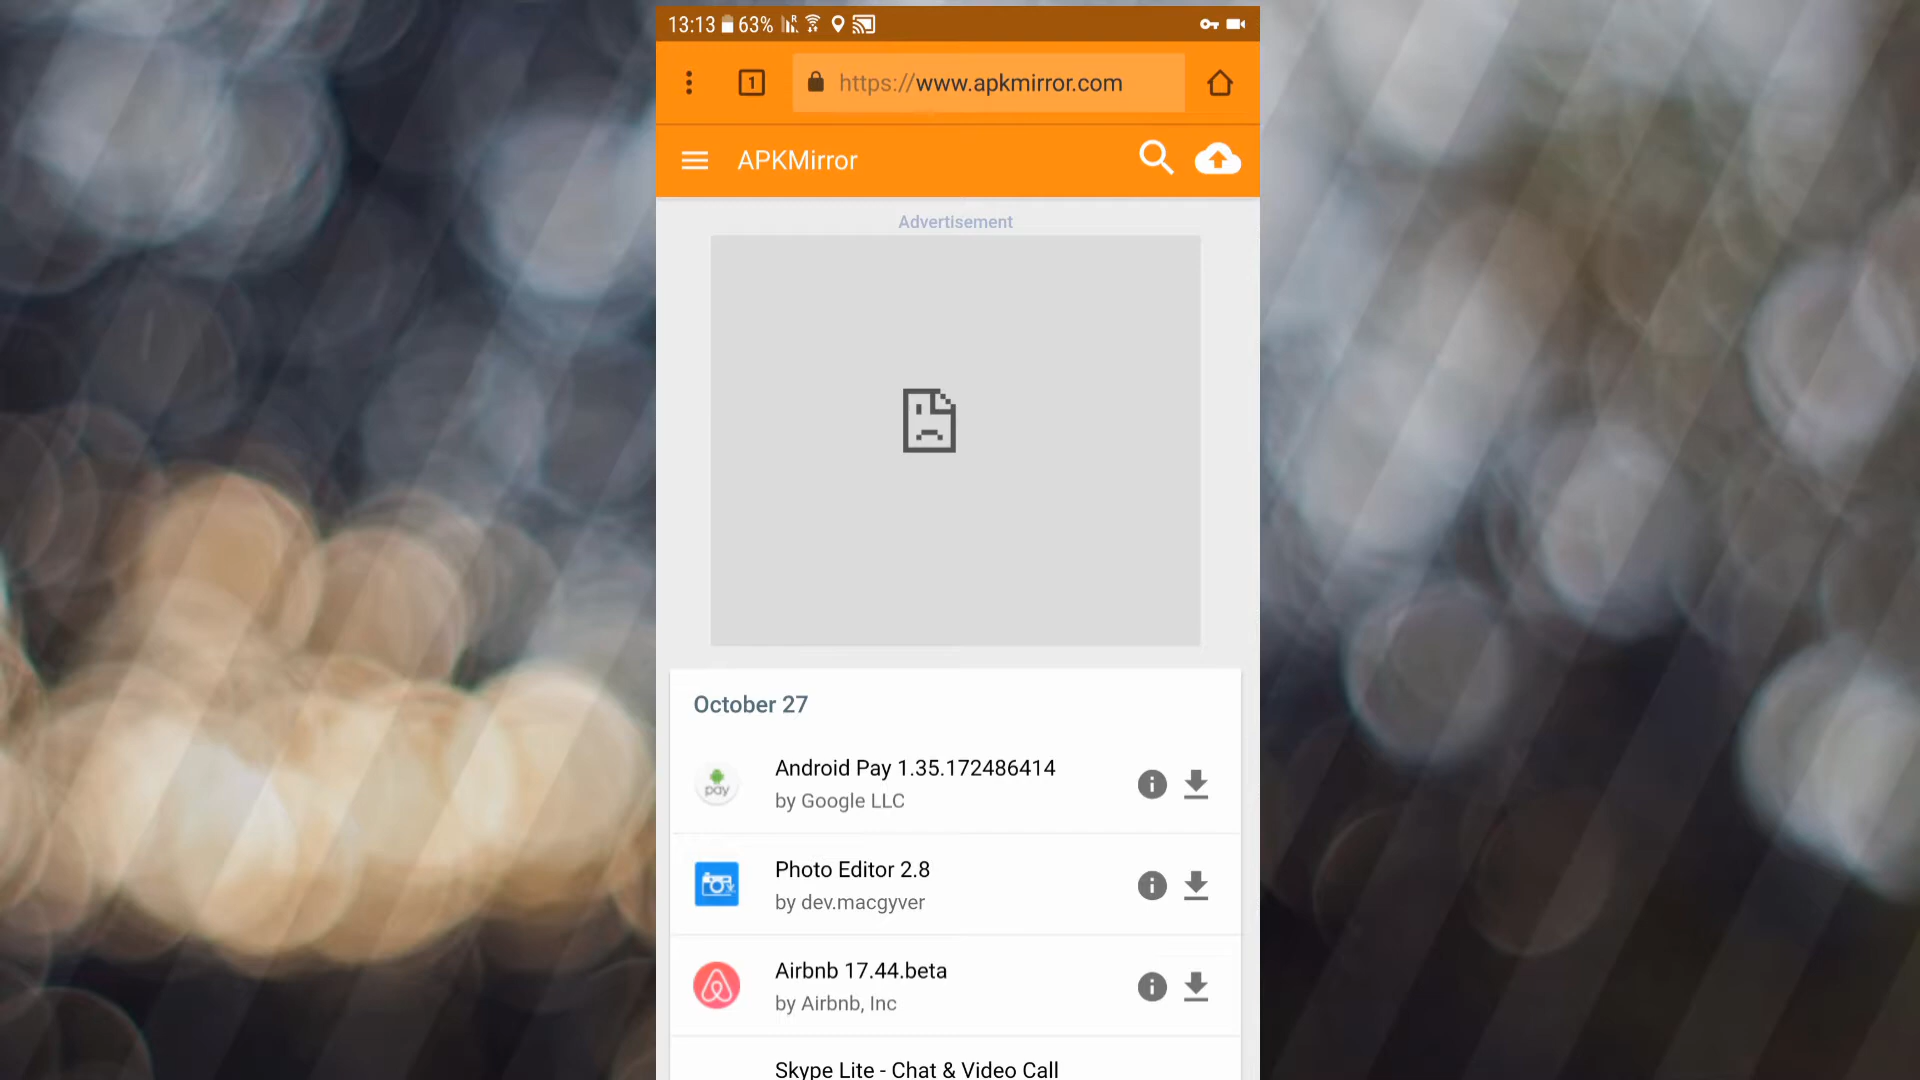 13:13 63% R
1 https://www.apkmirror.com
APKMirror
Advertisement
October 27
Android Pay 1.35.172486414
by Google LLC
pay
Photo Editor 2.8
by dev.macgyver
Airbnb 17.44.beta
by Airbnb, Inc
Skype Lite - Chat & Video Call